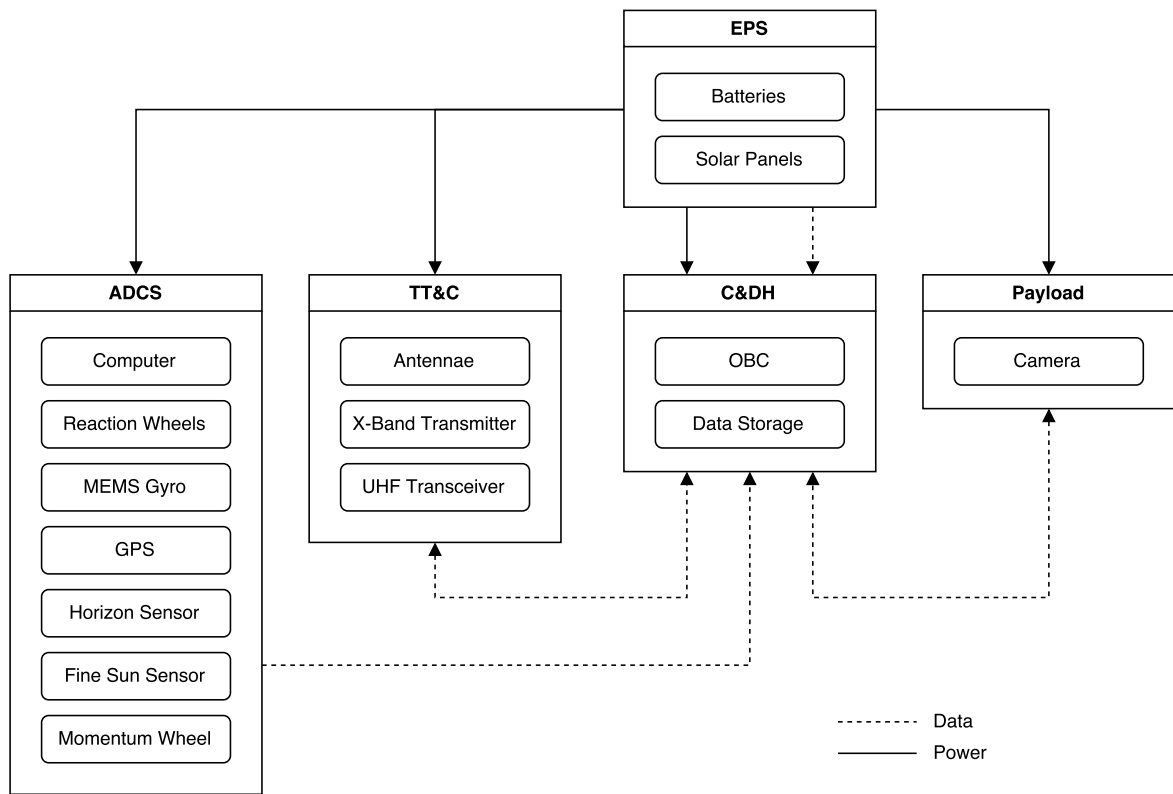 EPS
Batteries
Solar Panels
ADCS
Computer
Reaction Wheels
MEMS Gyro
GPS
Horizon Sensor
Fine Sun Sensor
Momentum Wheel
TT&C
Antennae
X-Band Transmitter
UHF Transceiver
C&DH
OBC
Data Storage
Payload
Camera
Data
Power